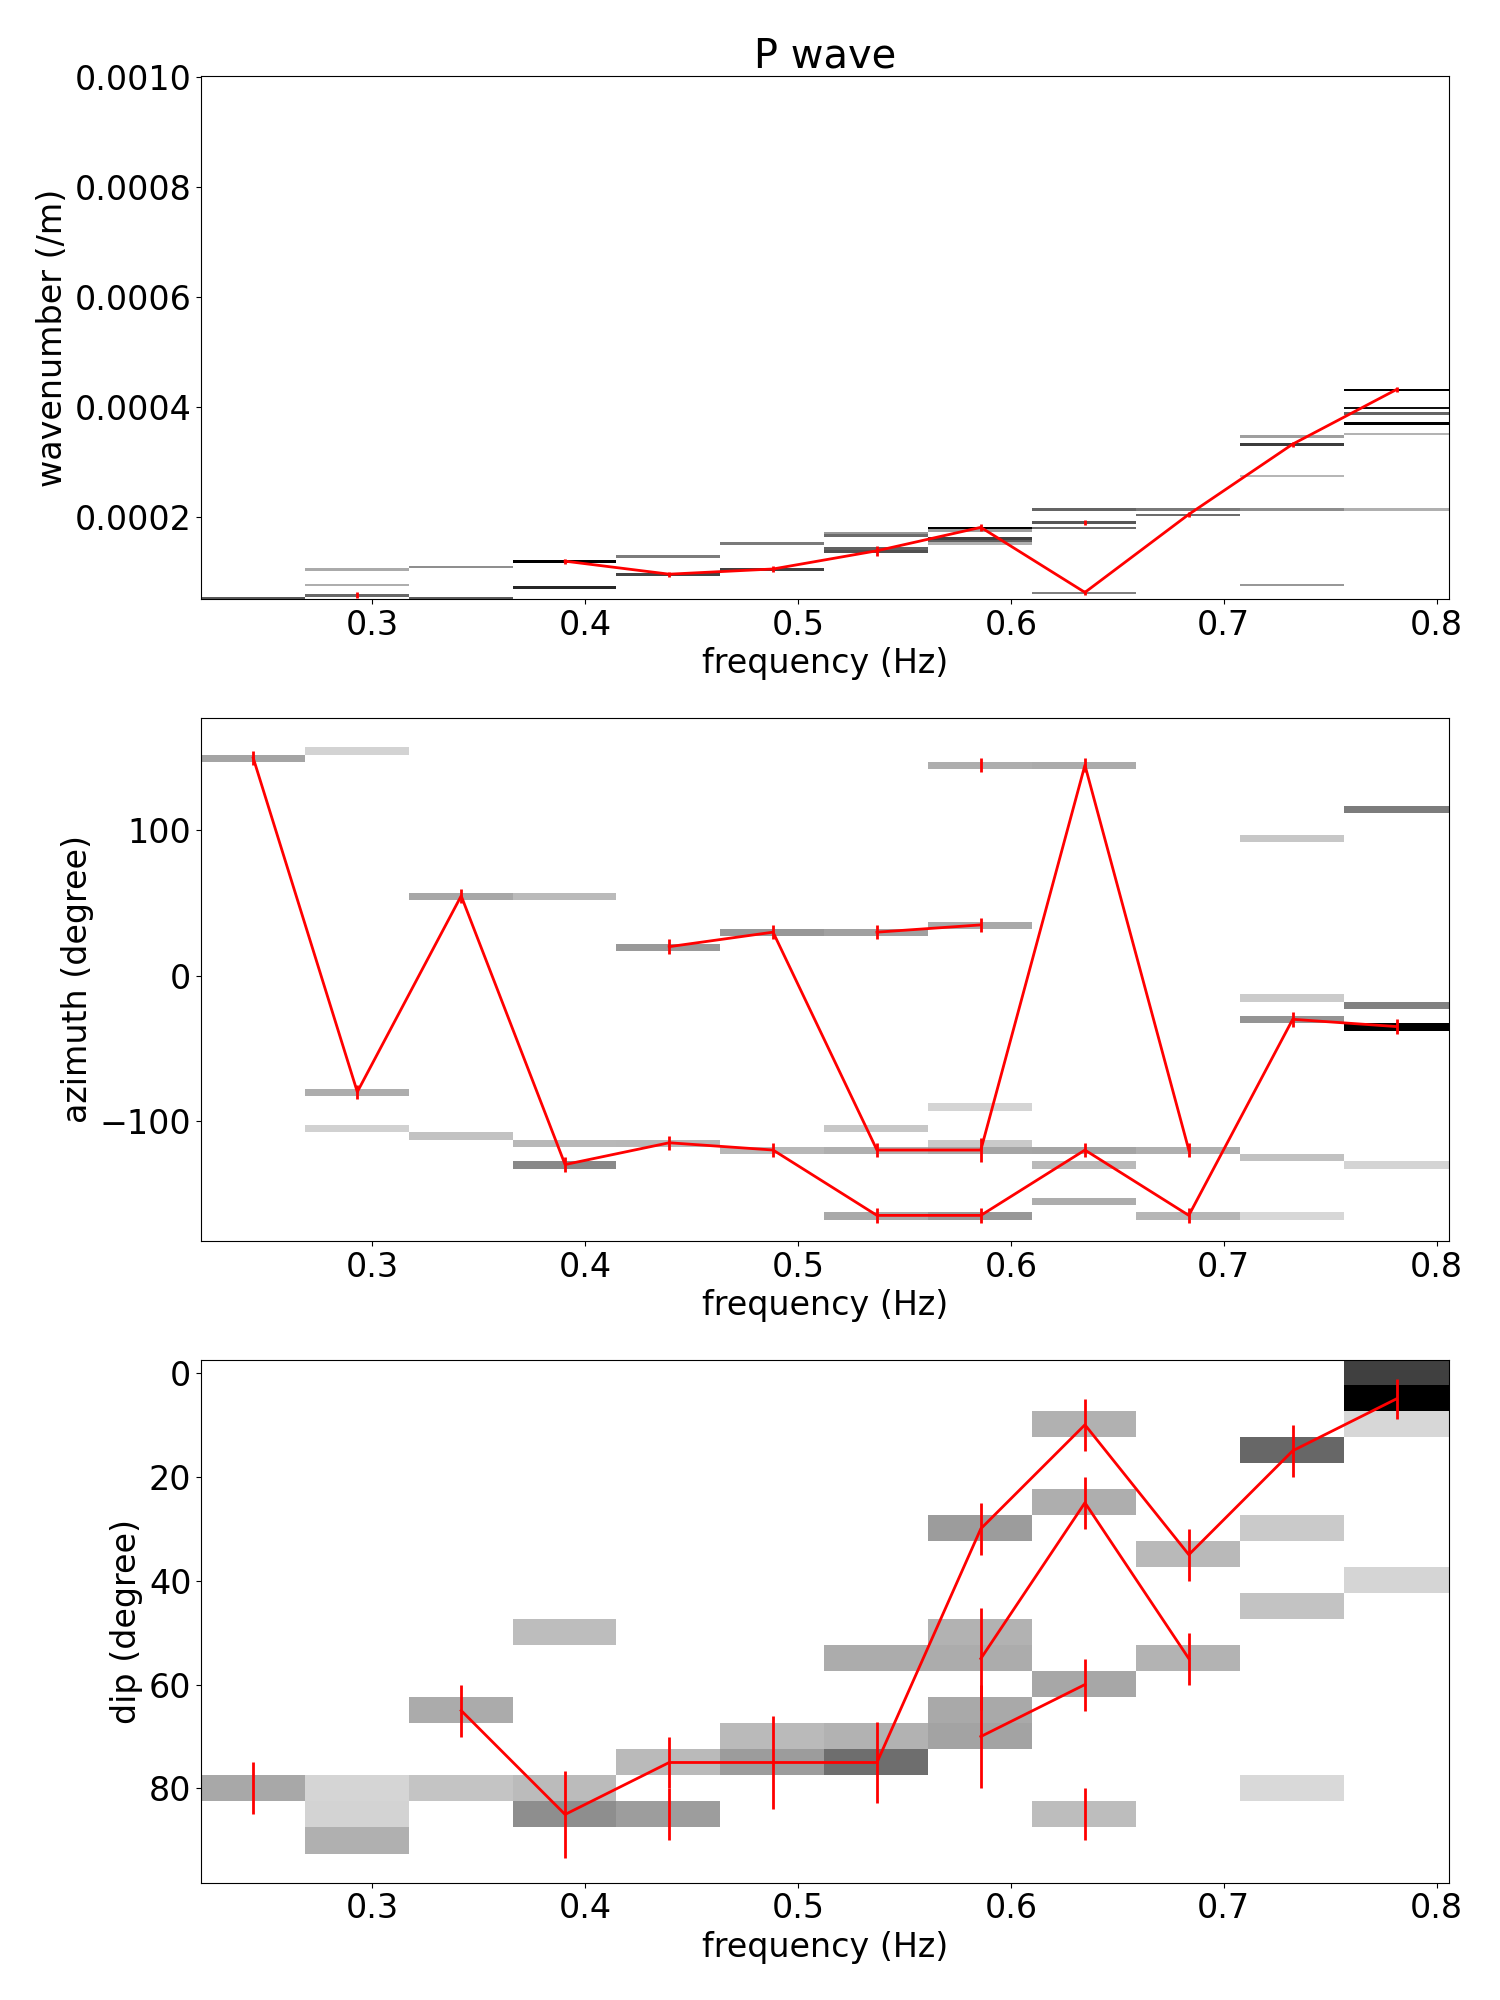 P wave
0.0010
0.0008
0.0006
0.0004
0.0002
wavenumber (/m)
0.3 0.4 0.5 0.6 0.7 0.8
frequency (Hz)
100
0
−100
azimuth (degree)
0.3 0.4 0.5 0.6 0.7 0.8
frequency (Hz)
0
20
40
60
80
dip (degree)
0.3 0.4 0.5 0.6 0.7 0.8
frequency (Hz)